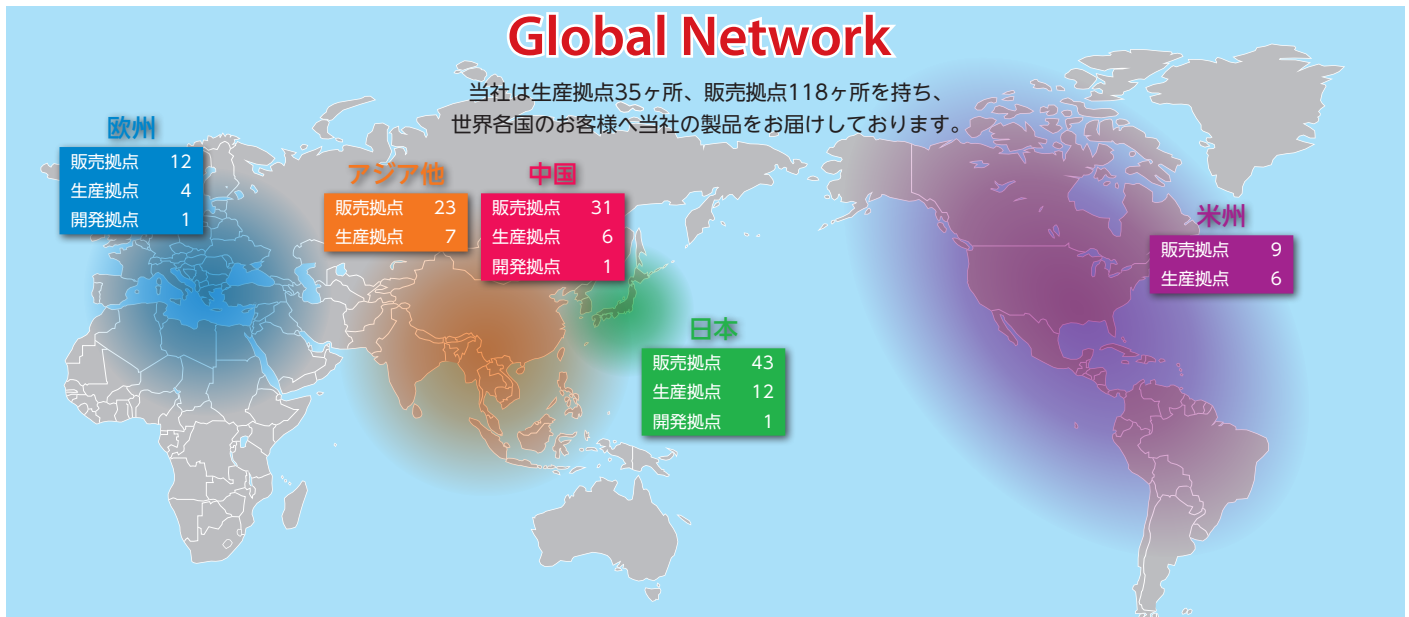 Global Network
当社は生産拠点35ヶ所、販売拠点118ヶ所を持ち、
世界各国のお客様へ当社の製品をお届けしております。
欧州
販売拠点 12
生産拠点 4
開発拠点 1
アジア他
販売拠点 23
生産拠点 7
中国
販売拠点 31
生産拠点 6
開発拠点 1
日本
販売拠点 43
生産拠点 12
開発拠点 1
米州
販売拠点 9
生産拠点 6